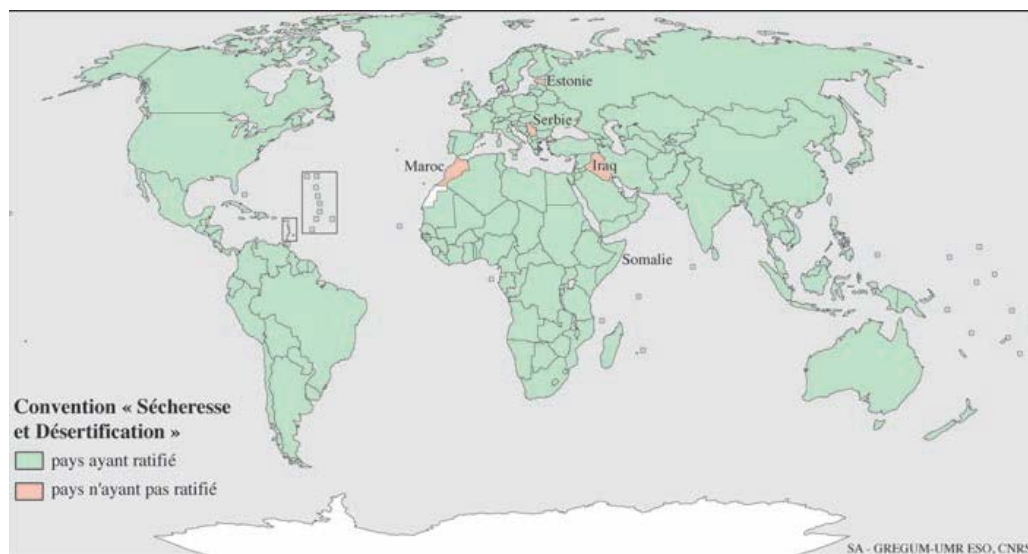 Estonie
Serbie
Maroc
Iraq
Somalie
Convention « Sécheresse
et Désertification »
pays ayant ratifié
pays n'ayant pas ratifié
SA - GREGUM-UMR ESO, CNRS